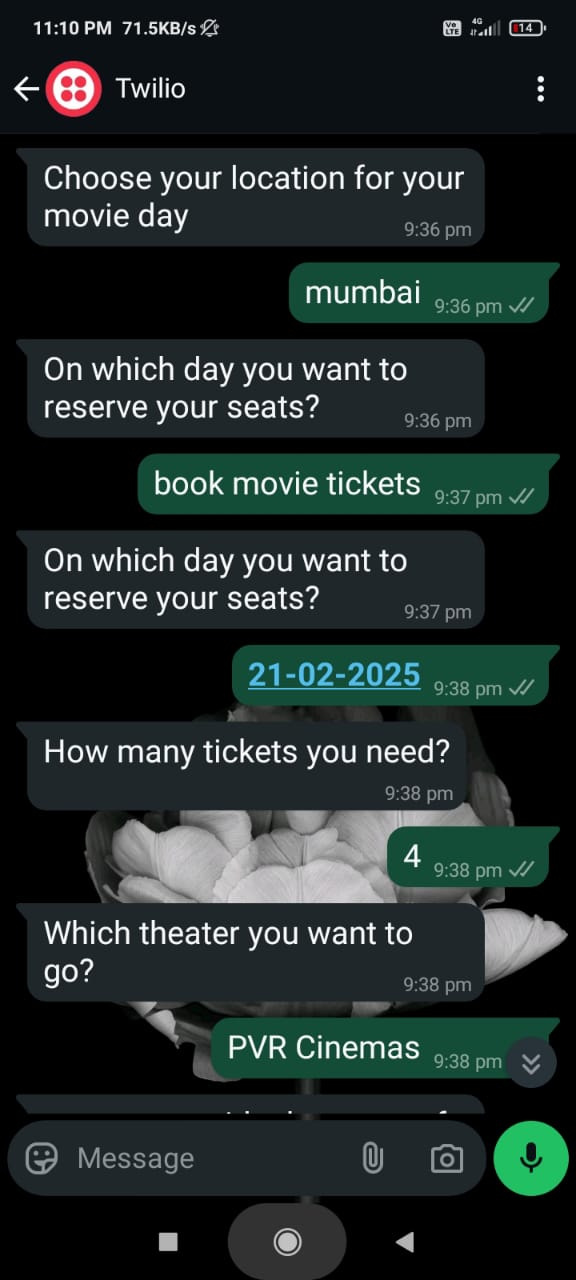 11:10 PM 71.5KB/s Vo LTE 4G 14
Twilio
Choose your location for your
movie day
9:36 pm
mumbai 9:36 pm
On which day you want to
reserve your seats?
9:36 pm
book movie tickets 9:37 pm
On which day you want to
reserve your seats?
9:37 pm
21-02-2025 9:38 pm
How many tickets you need?
9:38 pm
4 9:38 pm
Which theater you want to
go?
9:38 pm
PVR Cinemas 9:38 pm
Message